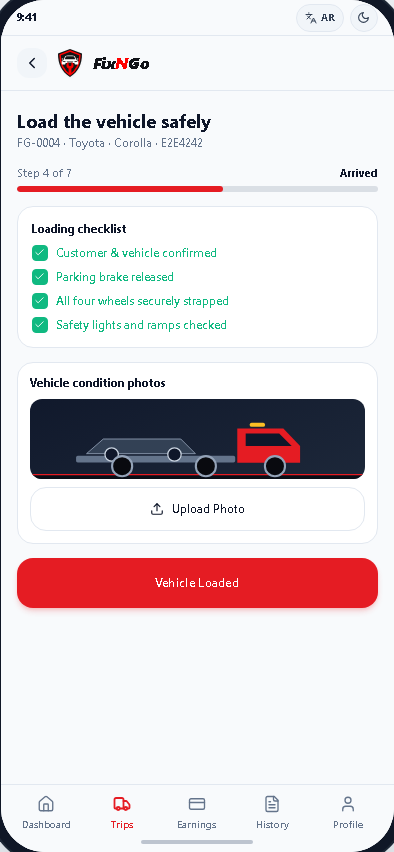 9:41
AR
FixNGo
Load the vehicle safely
FG-0004 · Toyota · Corolla · E2E4242
Step 4 of 7
Arrived
Loading checklist
Customer & vehicle confirmed
Parking brake released
All four wheels securely strapped
Safety lights and ramps checked
Vehicle condition photos
Upload Photo
Vehicle Loaded
Dashboard
Trips
Earnings
History
Profile